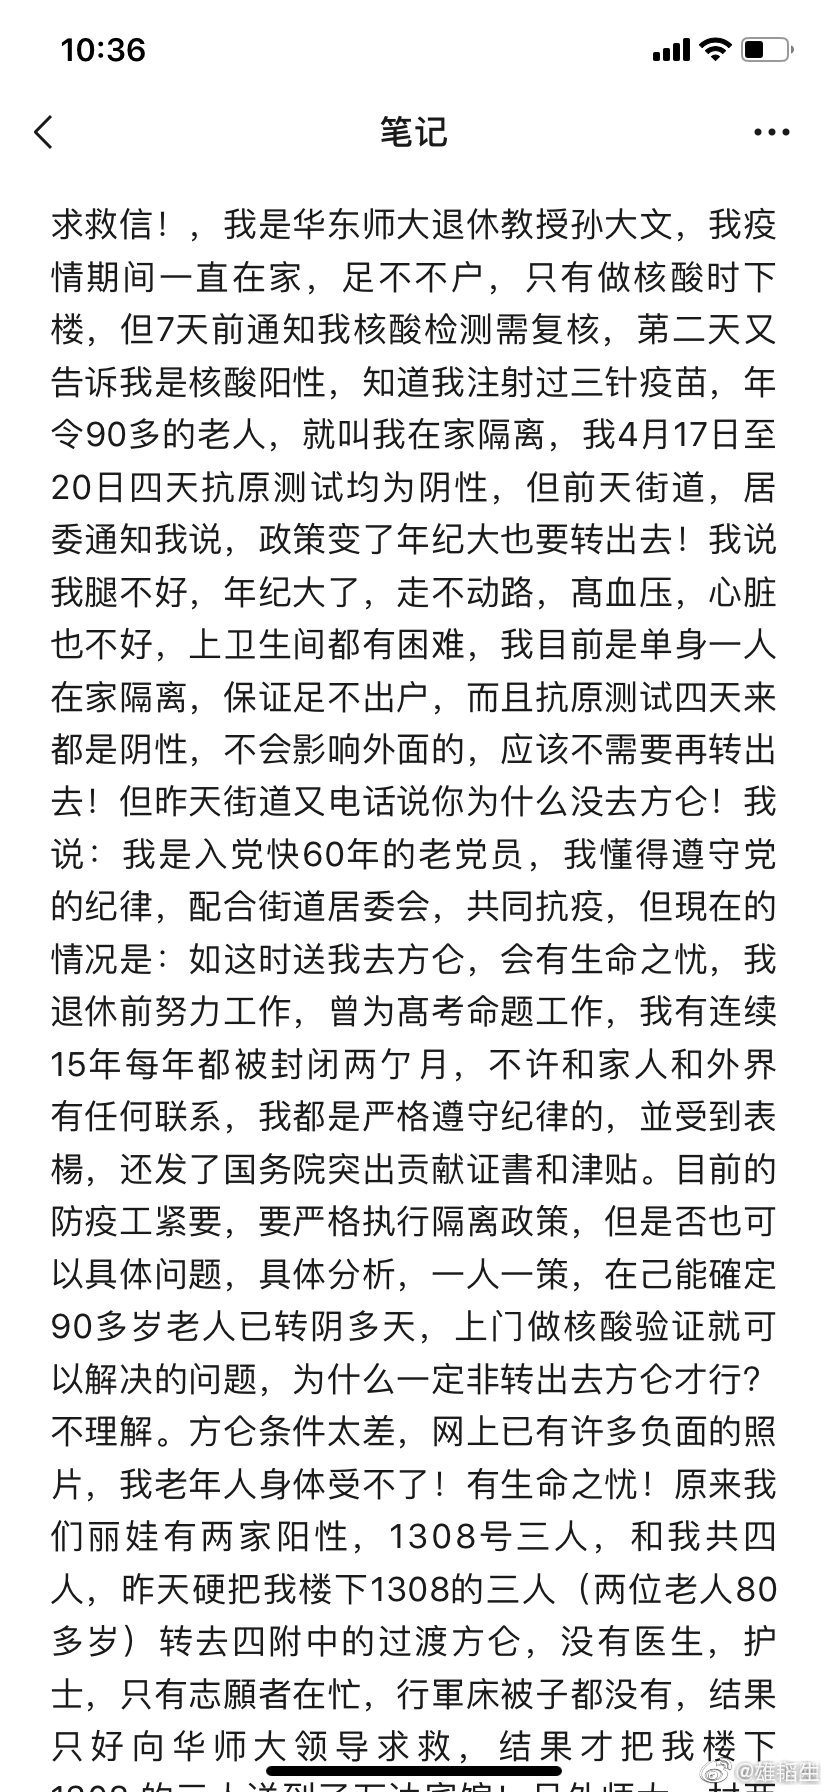 10:36
笔记
求救信！，我是华东师大退休教授孙大文，我疫
情期间一直在家，足不不户，只有做核酸时下
楼，但7天前通知我核酸检测需复核，苐二天又
告诉我是核酸阳性，知道我注射过三针疫苗，年
令90多的老人，就叫我在家隔离，我4月17日至
20日四天抗原测试均为阴性，但前天街道，居
委通知我说，政策变了年纪大也要转出去！我说
我腿不好，年纪大了，走不动路，髙血压，心脏
也不好，上卫生间都有困难，我目前是单身一人
在家隔离，保证足不出户，而且抗原测试四天来
都是阴性，不会影响外面的，应该不需要再转出
去！但昨天街道又电话说你为什么没去方仑！我
说：我是入党快60年的老党员，我懂得遵守党
的纪律，配合街道居委会，共同抗疫，但現在的
情况是：如这时送我去方仑，会有生命之忧，我
退休前努力工作，曾为髙考命题工作，我有连续
15年每年都被封闭两亇月，不许和家人和外界
有任何联系，我都是严格遵守纪律的，並受到表
楊，还发了国务院突出贡献证書和津贴。目前的
防疫工紧要，要严格执行隔离政策，但是否也可
以具体问题，具体分析，一人一策，在己能確定
90多岁老人已转阴多天，上门做核酸验证就可
以解决的问题，为什么一定非转出去方仑才行？
不理解。方仑条件太差，网上已有许多负面的照
片，我老年人身体受不了！有生命之忧！原来我
们丽娃有两家阳性，1308号三人，和我共四
人，昨天硬把我楼下1308的三人（两位老人80
多岁）转去四附中的过渡方仑，没有医生，护
士，只有志願者在忙，行軍床被子都没有，结果
只好向华师大领导求救，结果才把我楼下
@雄韬生